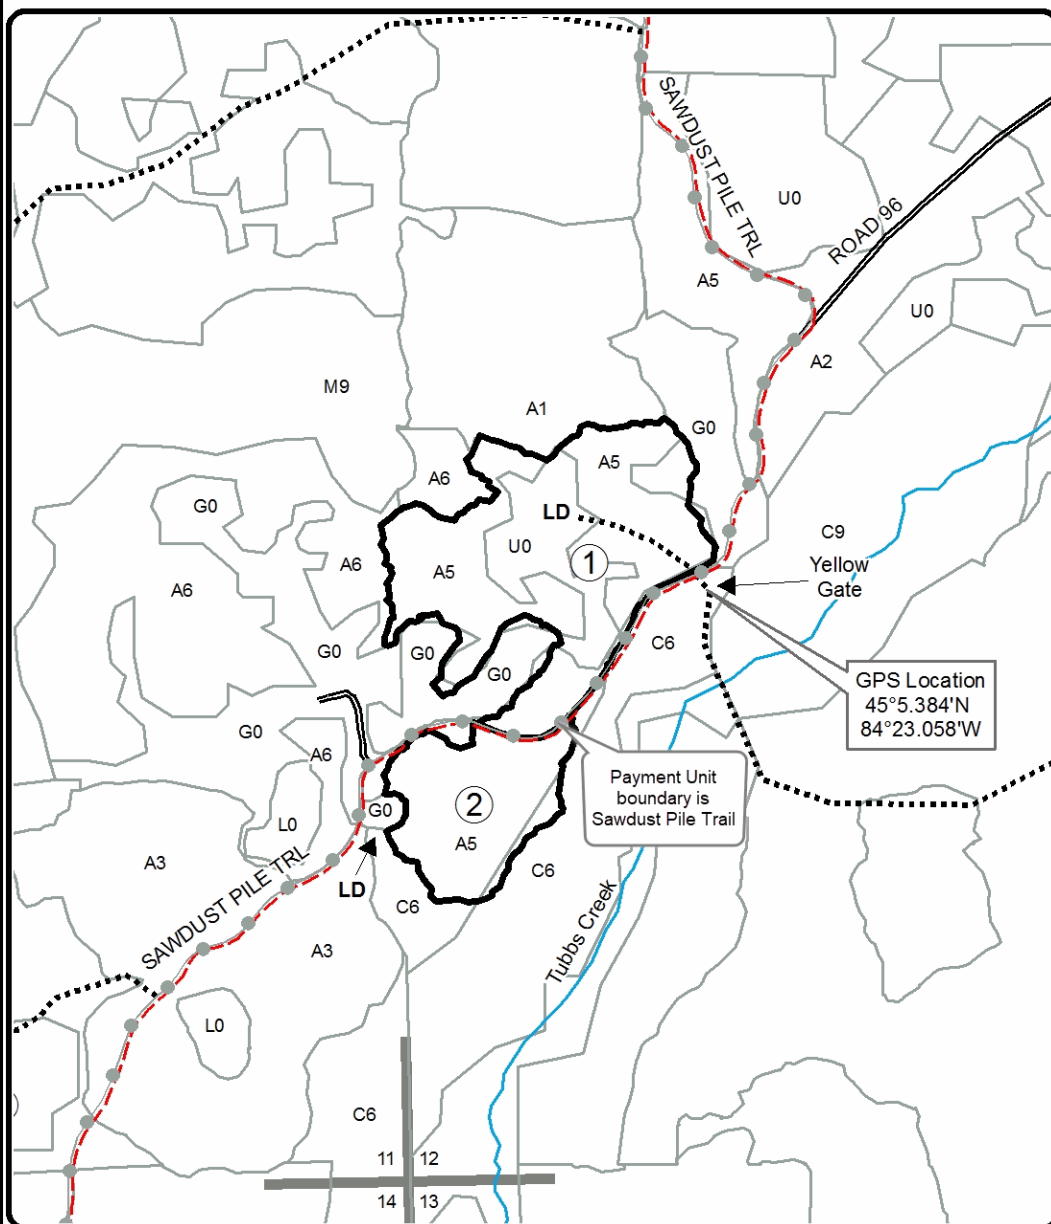 SAWDUST PILE TRL
U0
ROAD 96
A5
U0
A2
M9
A1
G0
A5
A6
G0
LD
C9
U0
1
A6
A5
Yellow
Gate
A6
G0
G0
C6
G0
GPS Location
45°5.384'N
84°23.058'W
G0
A6
Payment Unit
boundary is
Sawdust Pile Trail
G0
2
L0
A5
A3
C6
LD
SAWDUST PILE TRL
C6
Tubbs Creek
A3
L0
C6
11 12
14 13